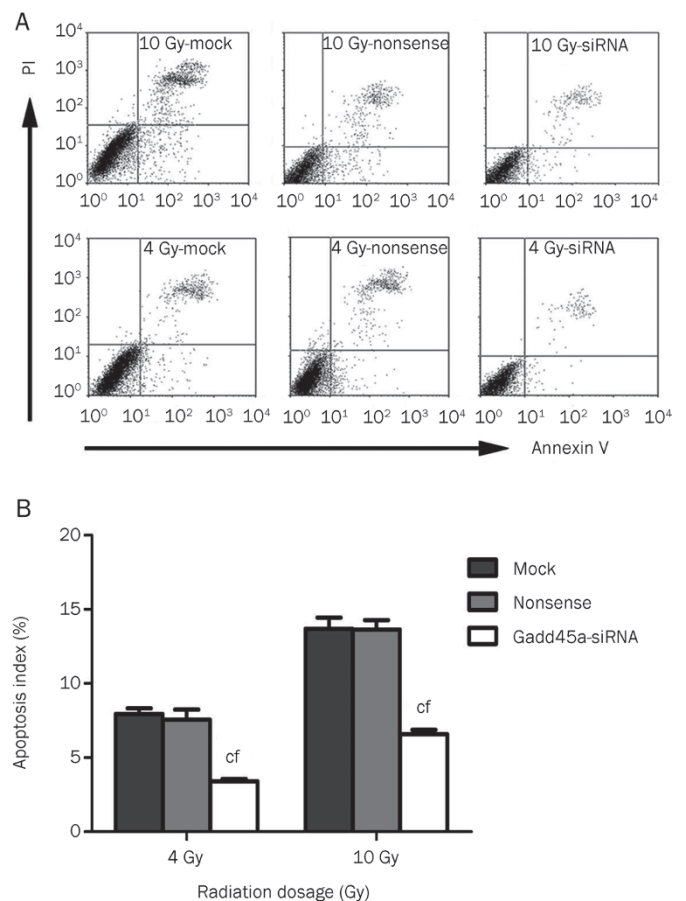 A
PI
10 Gy-mock
10 Gy-nonsense
10 Gy-siRNA
10⁴
10³
10²
10¹
10⁰
10⁰ 10¹ 10² 10³ 10⁴
10⁰ 10¹ 10² 10³ 10⁴
10⁰ 10¹ 10² 10³ 10⁴
4 Gy-mock
4 Gy-nonsense
4 Gy-siRNA
10⁴
10³
10²
10¹
10⁰
10⁰ 10¹ 10² 10³ 10⁴
10⁰ 10¹ 10² 10³ 10⁴
10⁰ 10¹ 10² 10³ 10⁴
Annexin V
B
Apoptosis index (%)
20
15
10
5
0
cf
cf
Mock
Nonsense
Gadd45a-siRNA
4 Gy
10 Gy
Radiation dosage (Gy)